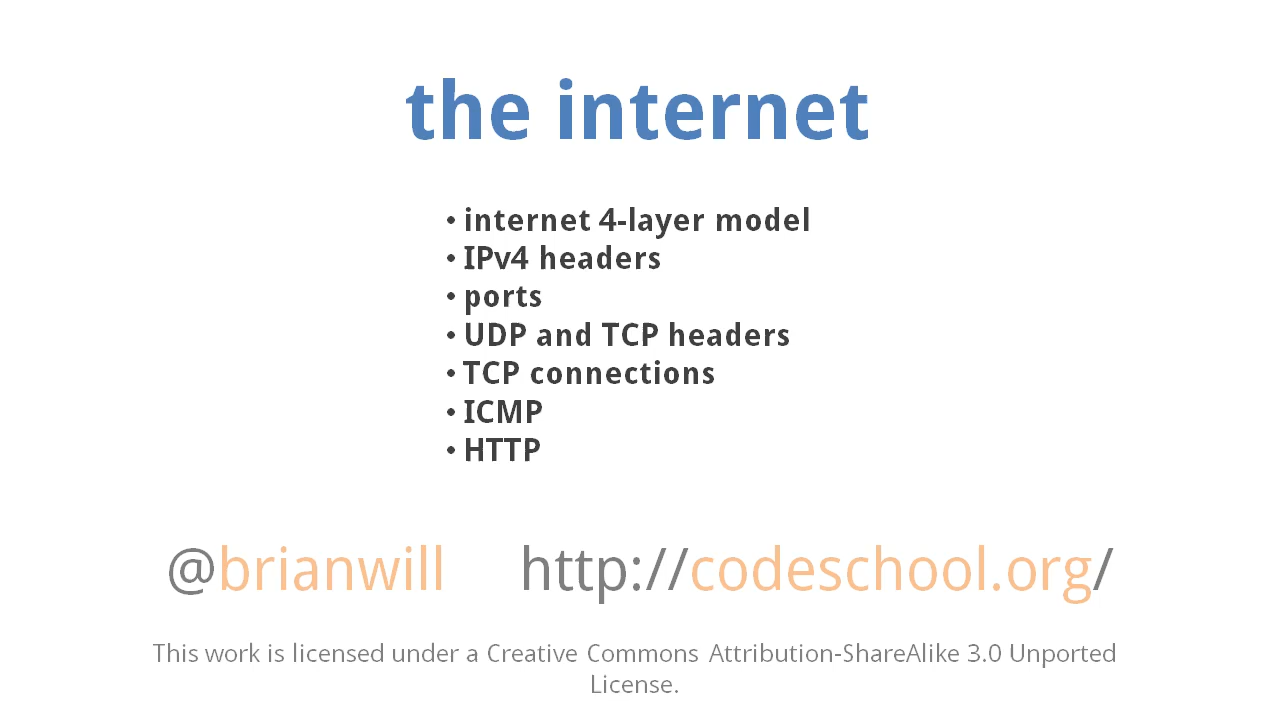 the internet
• internet 4-layer model
• IPv4 headers
• ports
• UDP and TCP headers
• TCP connections
• ICMP
• HTTP
@brianwill http://codeschool.org/
This work is licensed under a Creative Commons Attribution-ShareAlike 3.0 Unported
License.